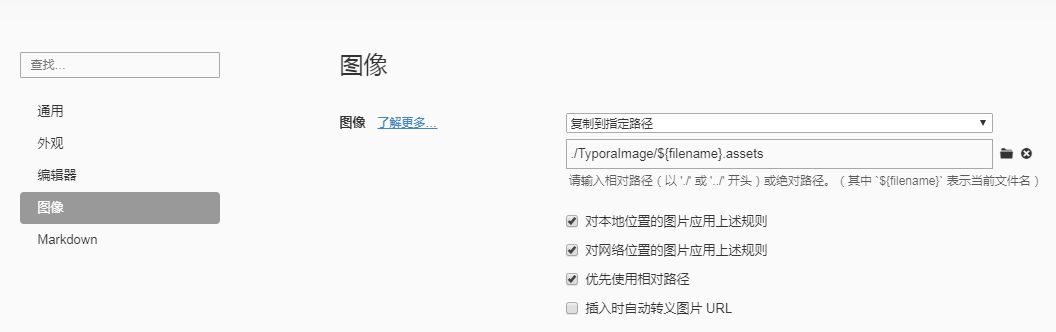 查找...
通用
外观
编辑器
图像
Markdown
图像
图像 了解更多...
复制到指定路径
./TyporaImage/${filename}.assets
请输入相对路径（以 './' 或 '../' 开头）或绝对路径。（其中 `${filename}` 表示当前文件名）
对本地位置的图片应用上述规则
对网络位置的图片应用上述规则
优先使用相对路径
插入时自动转义图片 URL